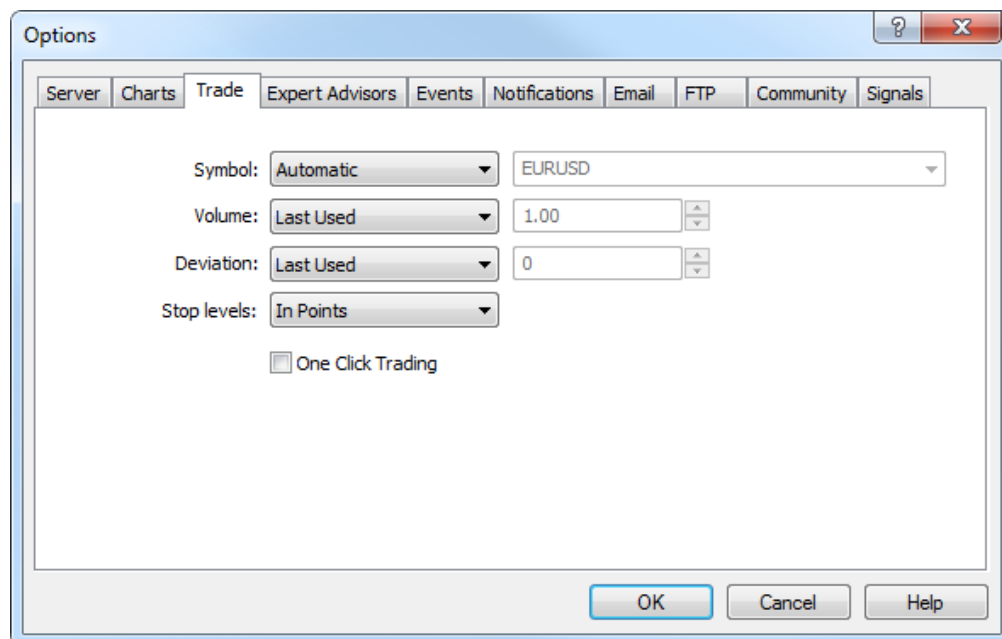 Options
Server Charts Trade Expert Advisors Events Notifications Email FTP Community Signals
Symbol: Automatic EURUSD
Volume: Last Used 1.00
Deviation: Last Used 0
Stop levels: In Points
One Click Trading
OK Cancel Help